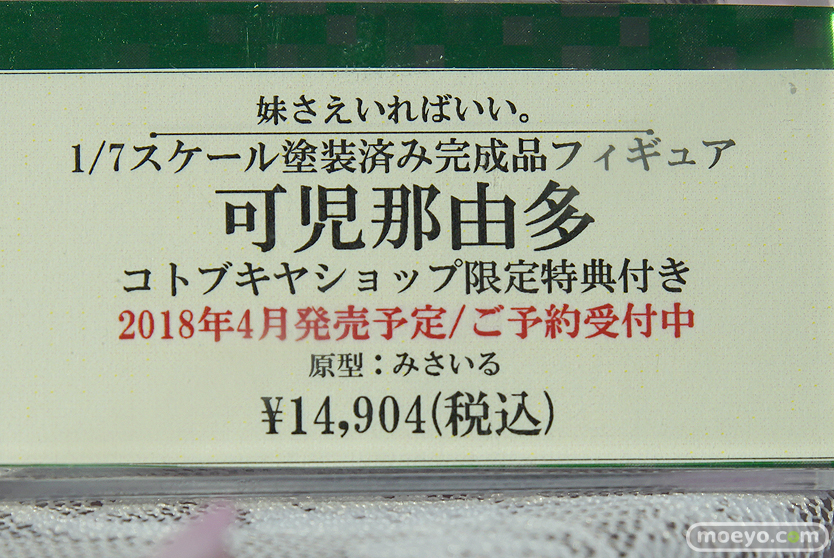 妹さえいればいい。
1/7スケール塗装済み完成品フィギュア
可児那由多
コトブキヤショップ限定特典付き
2018年4月発売予定/ご予約受付中
原型：みさいる
¥14,904(税込)
moeyo.com